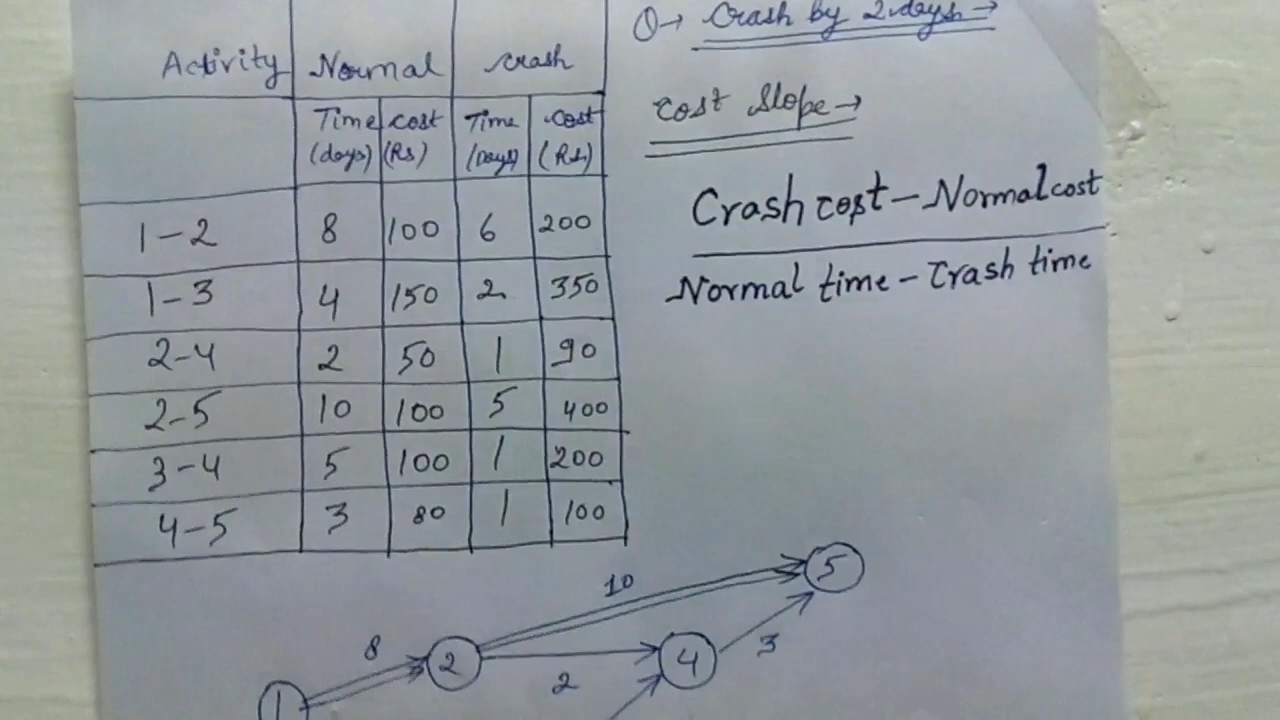 Q→ Crash by 2 days→
Activity Normal Crash
Time cost Time cost
(days) (Rs) (Days) (Rs.)
1-2 8 100 6 200
1-3 4 150 2 350
2-4 2 50 1 90
2-5 10 100 5 400
3-4 5 100 1 200
4-5 3 80 1 100
Cost Slope→
Crash cost-Normal cost
Normal time-Crash time
10
5
8
2
4
3
2
1